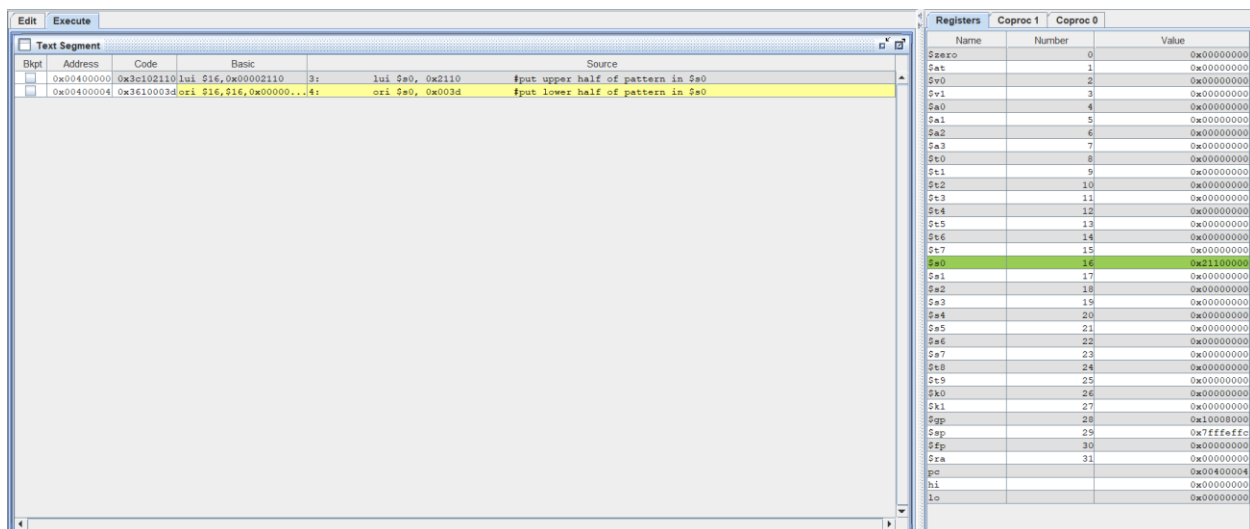 Edit Execute
Text Segment
Bkpt Address Code Basic Source
0x00400000 0x3c102110 lui $16,0x00002110 3: lui $s0, 0x2110 #put upper half of pattern in $s0
0x00400004 0x3610003d ori $16,$16,0x00000... 4: ori $s0, 0x003d #put lower half of pattern in $s0
Registers Coproc 1 Coproc 0
Name Number Value
$zero 0 0x00000000
$at 1 0x00000000
$v0 2 0x00000000
$v1 3 0x00000000
$a0 4 0x00000000
$a1 5 0x00000000
$a2 6 0x00000000
$a3 7 0x00000000
$t0 8 0x00000000
$t1 9 0x00000000
$t2 10 0x00000000
$t3 11 0x00000000
$t4 12 0x00000000
$t5 13 0x00000000
$t6 14 0x00000000
$t7 15 0x00000000
$s0 16 0x21100000
$s1 17 0x00000000
$s2 18 0x00000000
$s3 19 0x00000000
$s4 20 0x00000000
$s5 21 0x00000000
$s6 22 0x00000000
$s7 23 0x00000000
$t8 24 0x00000000
$t9 25 0x00000000
$k0 26 0x00000000
$k1 27 0x00000000
$gp 28 0x10008000
$sp 29 0x7fffeffc
$fp 30 0x00000000
$ra 31 0x00000000
pc 0x00400004
hi 0x00000000
lo 0x00000000